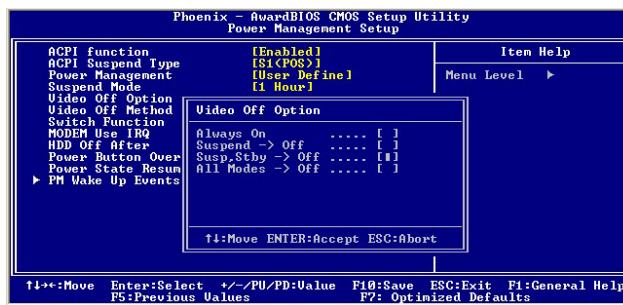 Phoenix - AwardBIOS CMOS Setup Utility
Power Management Setup
ACPI function [Enabled]
ACPI Suspend Type [S1(POS)]
Power Management [User Define]
Suspend Mode [1 Hour]
Video Off Option
Video Off Method
Switch Function
MODEM Use IRQ
HDD Off After
Power Button Over
Power State Resum
► PM Wake Up Events
Video Off Option
Always On ..... [ ]
Suspend -> Off ..... [ ]
Susp,Stby -> Off ..... [■]
All Modes -> Off ..... [ ]
↑↓:Move ENTER:Accept ESC:Abort
Item Help
Menu Level ►
↑↓→←:Move Enter:Select +/-/PU/PD:Value F10:Save ESC:Exit F1:General Help
F5:Previous Values F7: Optimized Defaults